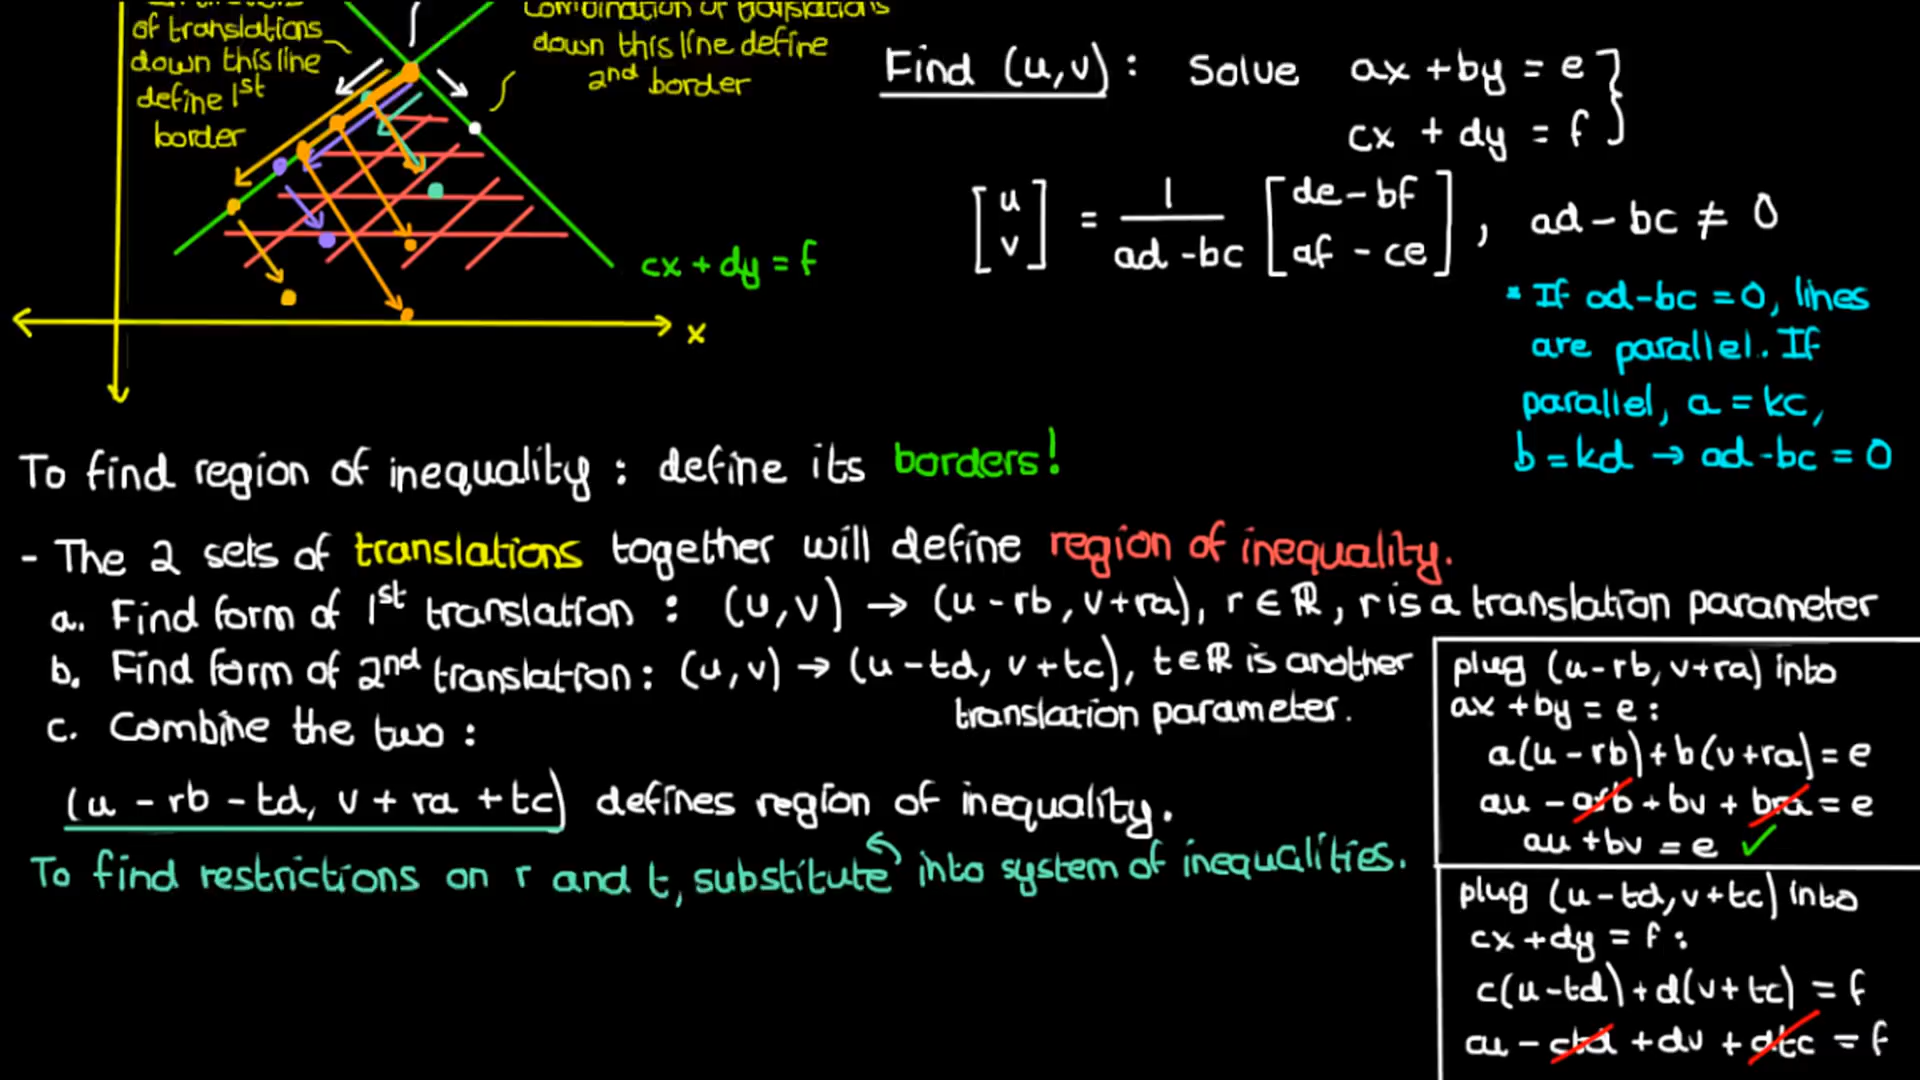 of translations
down this line
define 1st
border
combination of translations
down this line define
2nd border
cx + dy = f
x
Find (u,v) : Solve ax + by = e
cx + dy = f
[u v] = 1/(ad - bc) [de - bf af - ce] , ad - bc ≠ 0
* If ad - bc = 0, lines
are parallel. If
parallel, a = kc,
b = kd → ad - bc = 0
To find region of inequality : define its borders!
- The 2 sets of translations together will define region of inequality.
a. Find form of 1st translation : (u, v) → (u - rb, v + ra), r ∈ ℝ, r is a translation parameter
b. Find form of 2nd translation : (u, v) → (u - td, v + tc), t ∈ ℝ is another
translation parameter.
c. Combine the two :
(u - rb - td, v + ra + tc) defines region of inequality.
To find restrictions on r and t, substitute into system of inequalities.
plug (u - rb, v + ra) into
ax + by = e :
a(u - rb) + b(v + ra) = e
au - arb + bv + bra = e
au + bv = e ✓
plug (u - td, v + tc) into
cx + dy = f :
c(u - td) + d(v + tc) = f
cu - ctd + dv + dtc = f